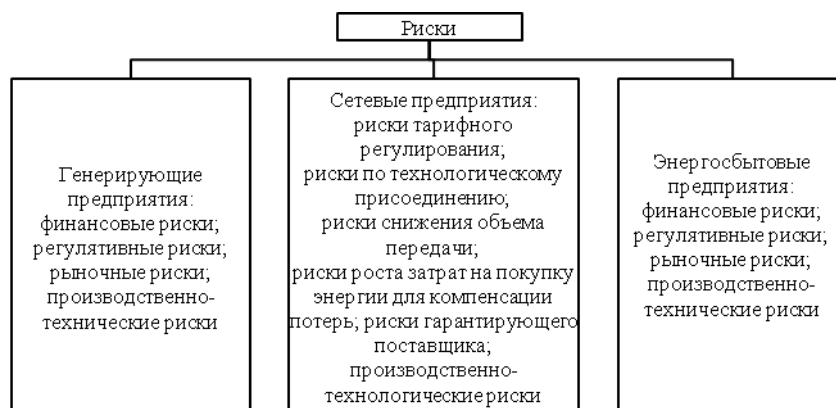 Риски
Генерирующие
предприятия:
финансовые риски;
регулятивные риски;
рыночные риски;
производственно-
технические риски
Сетевые предприятия:
риски тарифного
регулирования;
риски по технологическому
присоединению;
риски снижения объема
передачи;
риски роста затрат на покупку
энергии для компенсации
потерь; риски гарантирующего
поставщика;
производственно-
технологические риски
Энергосбытовые
предприятия:
финансовые риски;
регулятивные риски;
рыночные риски;
производственно-
технические риски